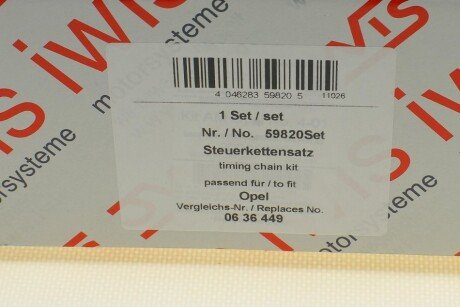 iwis
motorsysteme
4 046283 59820 5 11026
1 Set / set
Nr. / No. 59820Set
Steuerkettensatz
timing chain kit
passend für / to fit
Opel
Vergleichs-Nr. / Replaces No.
06 36 449
motorsysteme